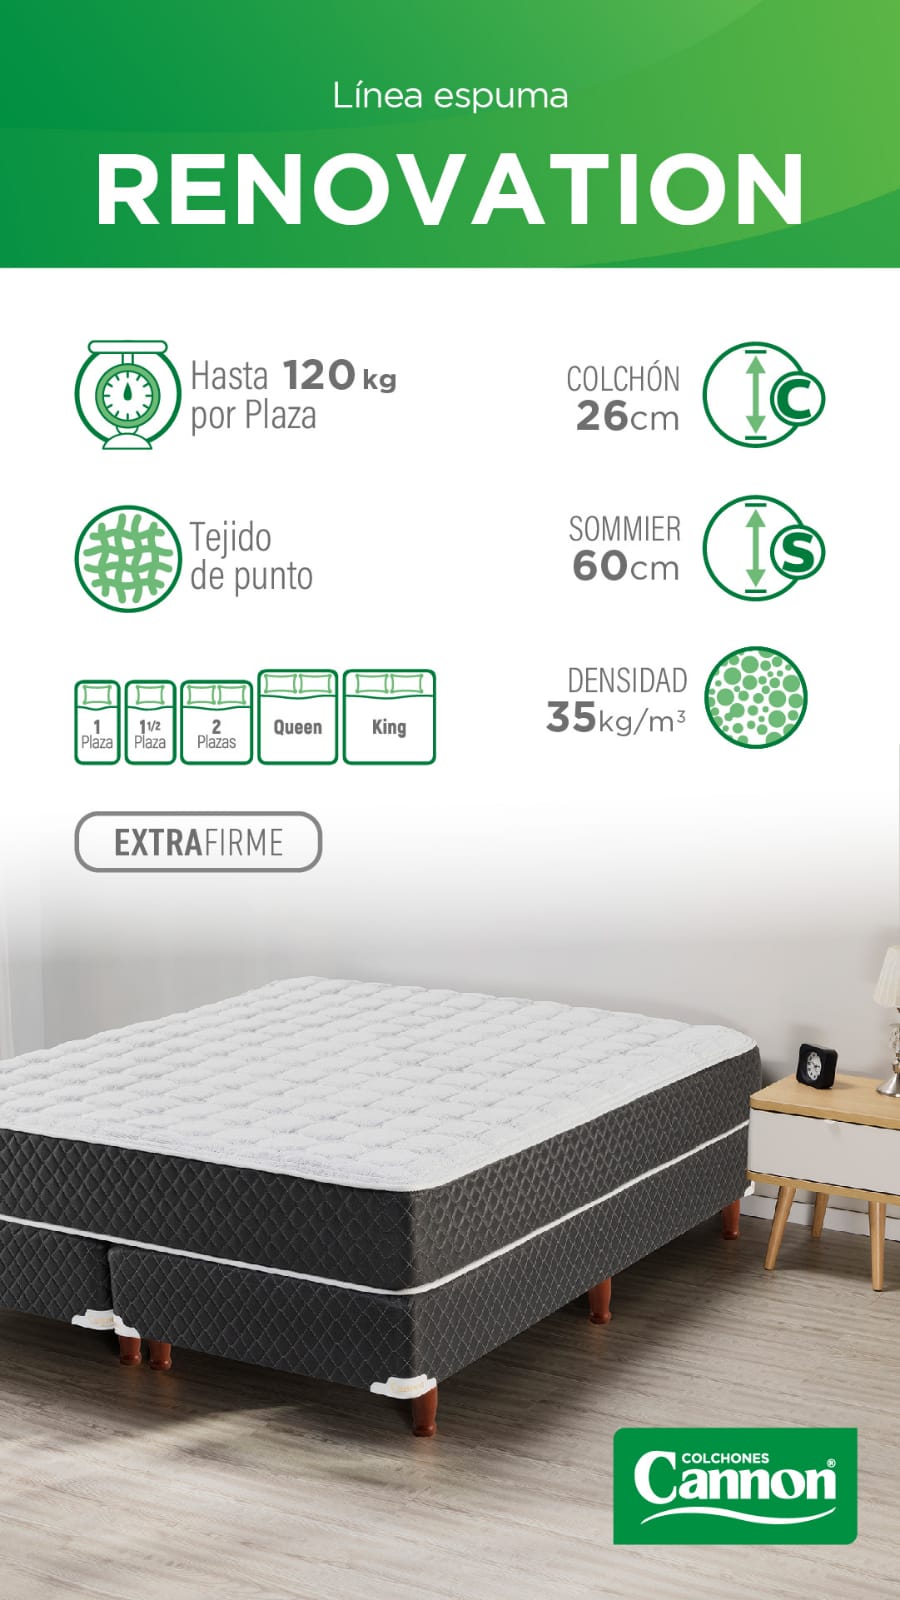 Línea espuma
RENOVATION
Hasta 120 kg
por Plaza
COLCHÓN
26cm
C
Tejido
de punto
SOMMIER
60cm
S
1
Plaza
1 1/2
Plaza
2
Plazas
Queen
King
DENSIDAD
35kg/m³
EXTRAFIRME
COLCHONES
Cannon®